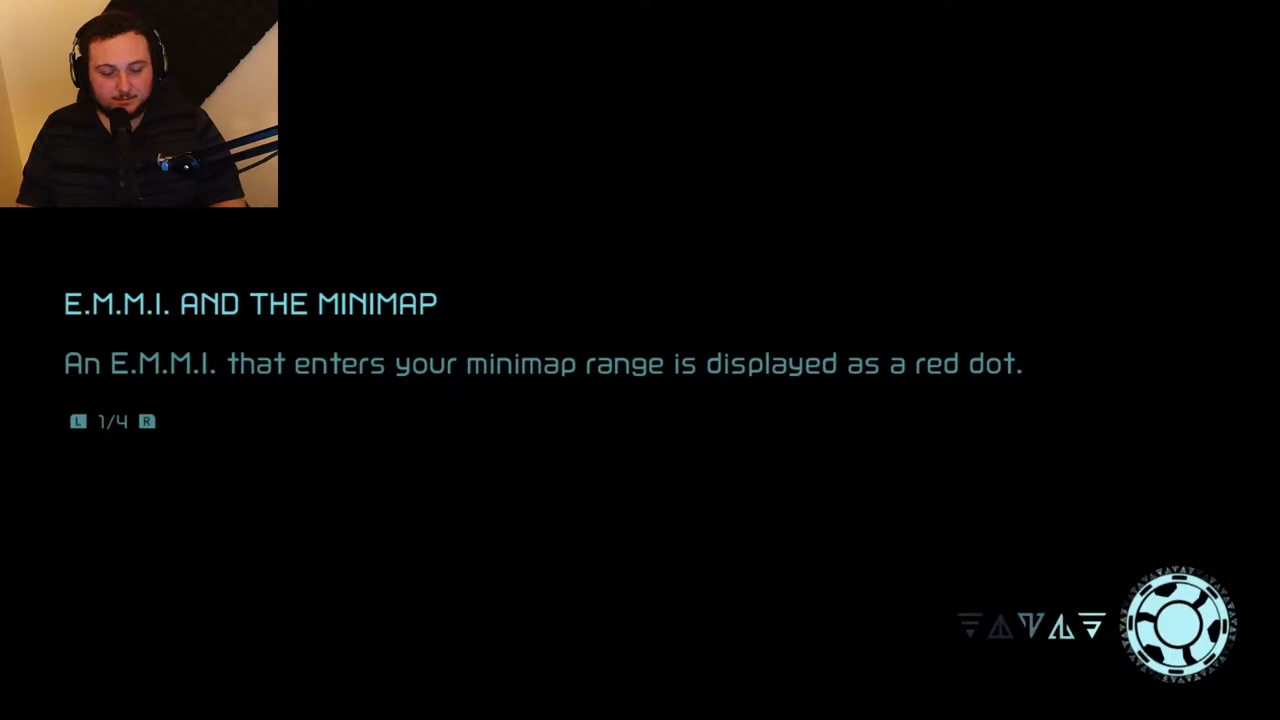 E.M.M.I. AND THE MINIMAP
An E.M.M.I. that enters your minimap range is displayed as a red dot.
L 1/4 R